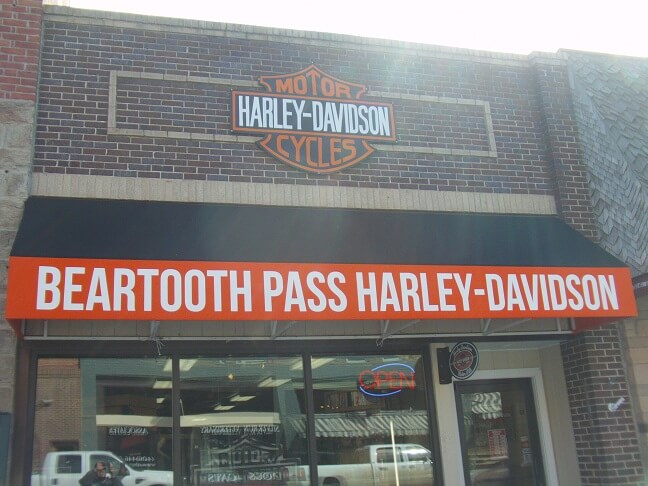 MOTOR
HARLEY-DAVIDSON
CYCLES
BEARTOOTH PASS HARLEY-DAVIDSON
OPEN